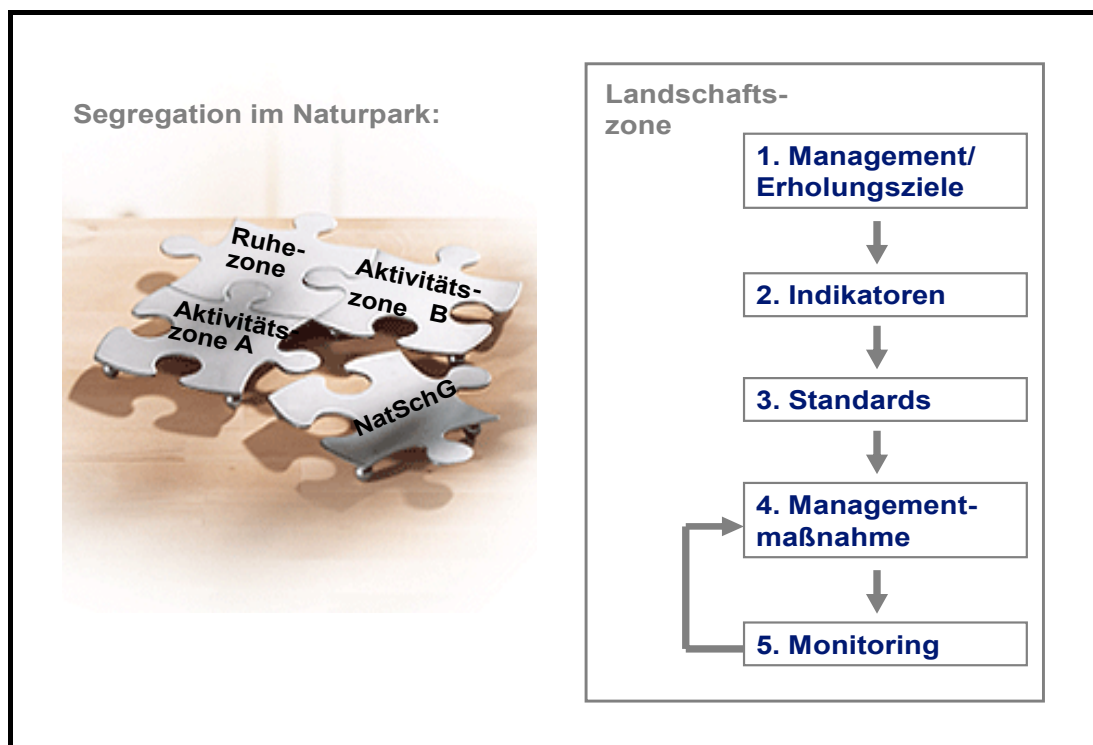 Segregation im Naturpark:
Ruhe-
zone
Aktivitäts-
zone B
Aktivitäts-
zone A
NatSchG
Landschafts-
zone
1. Management/
Erholungsziele
2. Indikatoren
3. Standards
4. Management-
maßnahme
5. Monitoring